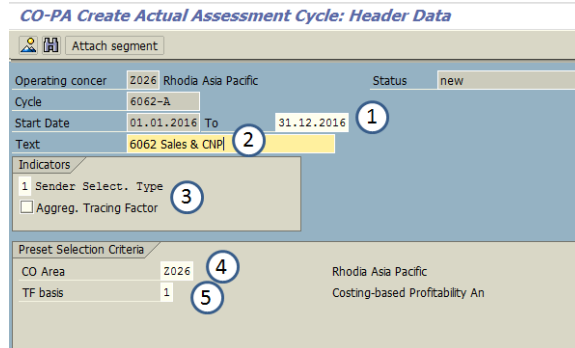 CO-PA Create Actual Assessment Cycle: Header Data
Attach segment
Operating concer Z026 Rhodia Asia Pacific Status new
Cycle 6062-A
Start Date 01.01.2016 To 31.12.2016 1
Text 6062 Sales & CNP 2
Indicators
1 Sender Select. Type
Aggreg. Tracing Factor 3
Preset Selection Criteria
CO Area Z026 4 Rhodia Asia Pacific
TF basis 1 5 Costing-based Profitability An